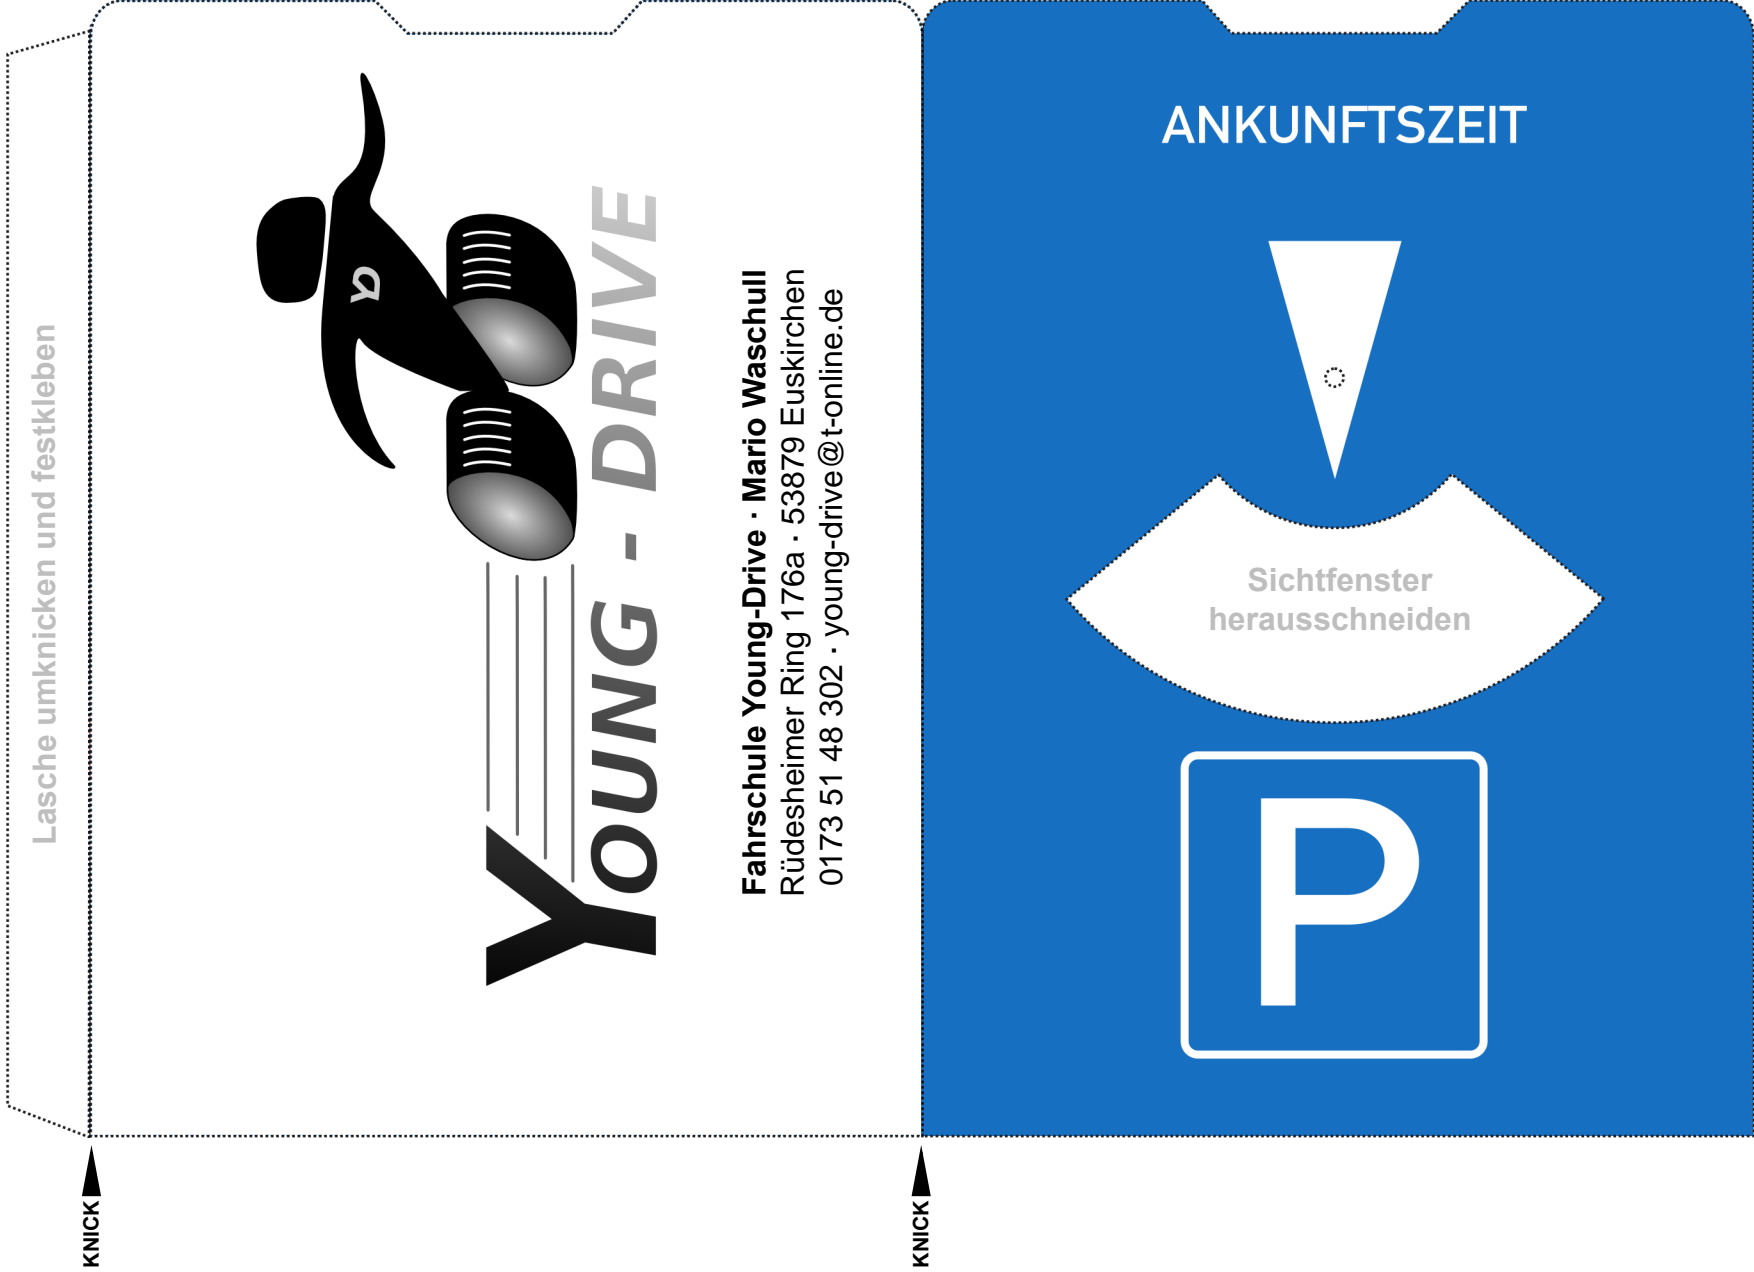 Lasche umknicken und festkleben
YD
YOUNG - DRIVE
Fahrschule Young-Drive · Mario Waschull
Rüdesheimer Ring 176a · 53879 Euskirchen
0173 51 48 302 · young-drive@t-online.de
ANKUNFTSZEIT
Sichtfenster
herausschneiden
P
KNICK
KNICK